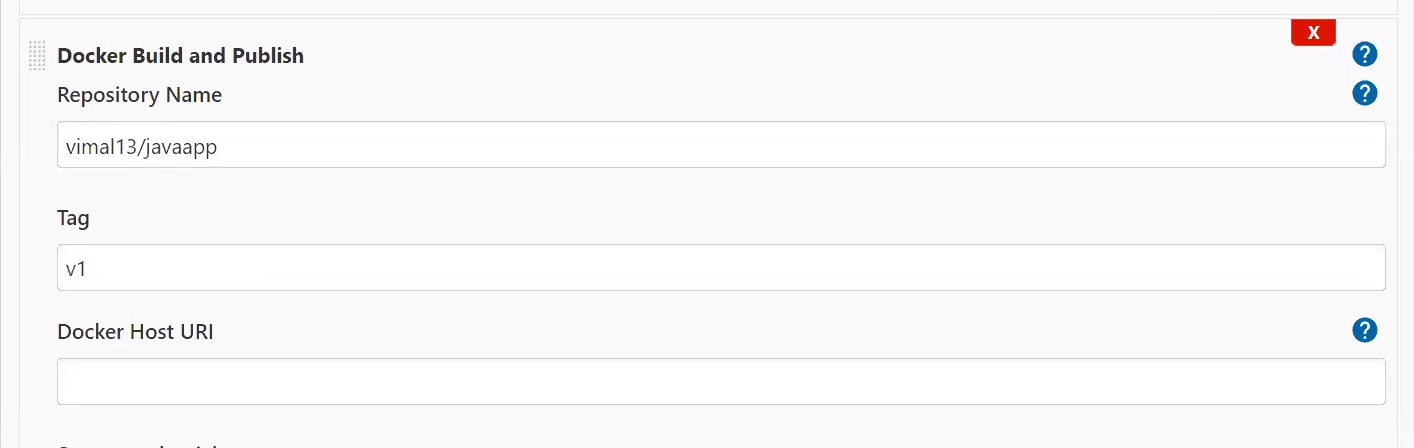 X
Docker Build and Publish
?
Repository Name
?
vimal13/javaapp
Tag
v1
Docker Host URI
?